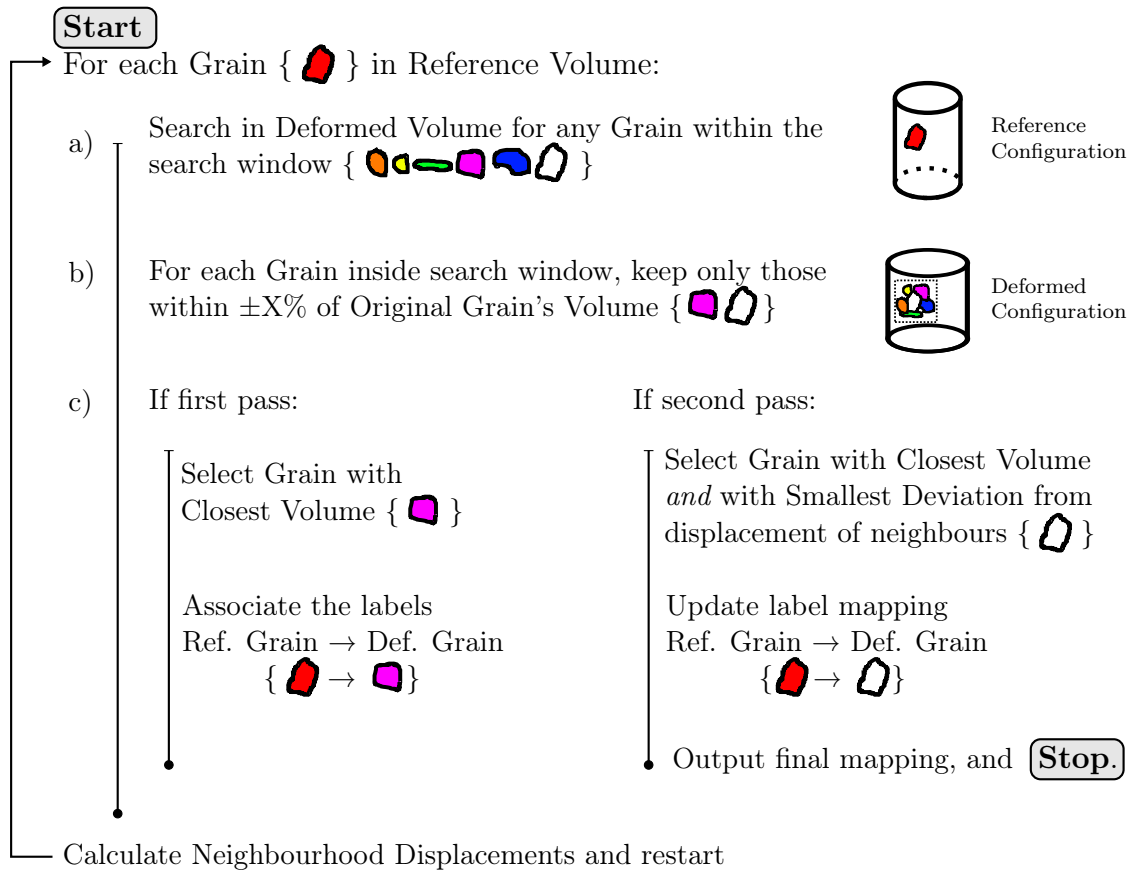 Start
For each Grain { } in Reference Volume:
a)
Search in Deformed Volume for any Grain within the
search window { }
Reference
Configuration
b)
For each Grain inside search window, keep only those
within ±X% of Original Grain's Volume { }
Deformed
Configuration
c)
If first pass:
Select Grain with
Closest Volume { }
Associate the labels
Ref. Grain → Def. Grain
{ → }
If second pass:
Select Grain with Closest Volume
and with Smallest Deviation from
displacement of neighbours { }
Update label mapping
Ref. Grain → Def. Grain
{ → }
Output final mapping, and Stop.
Calculate Neighbourhood Displacements and restart